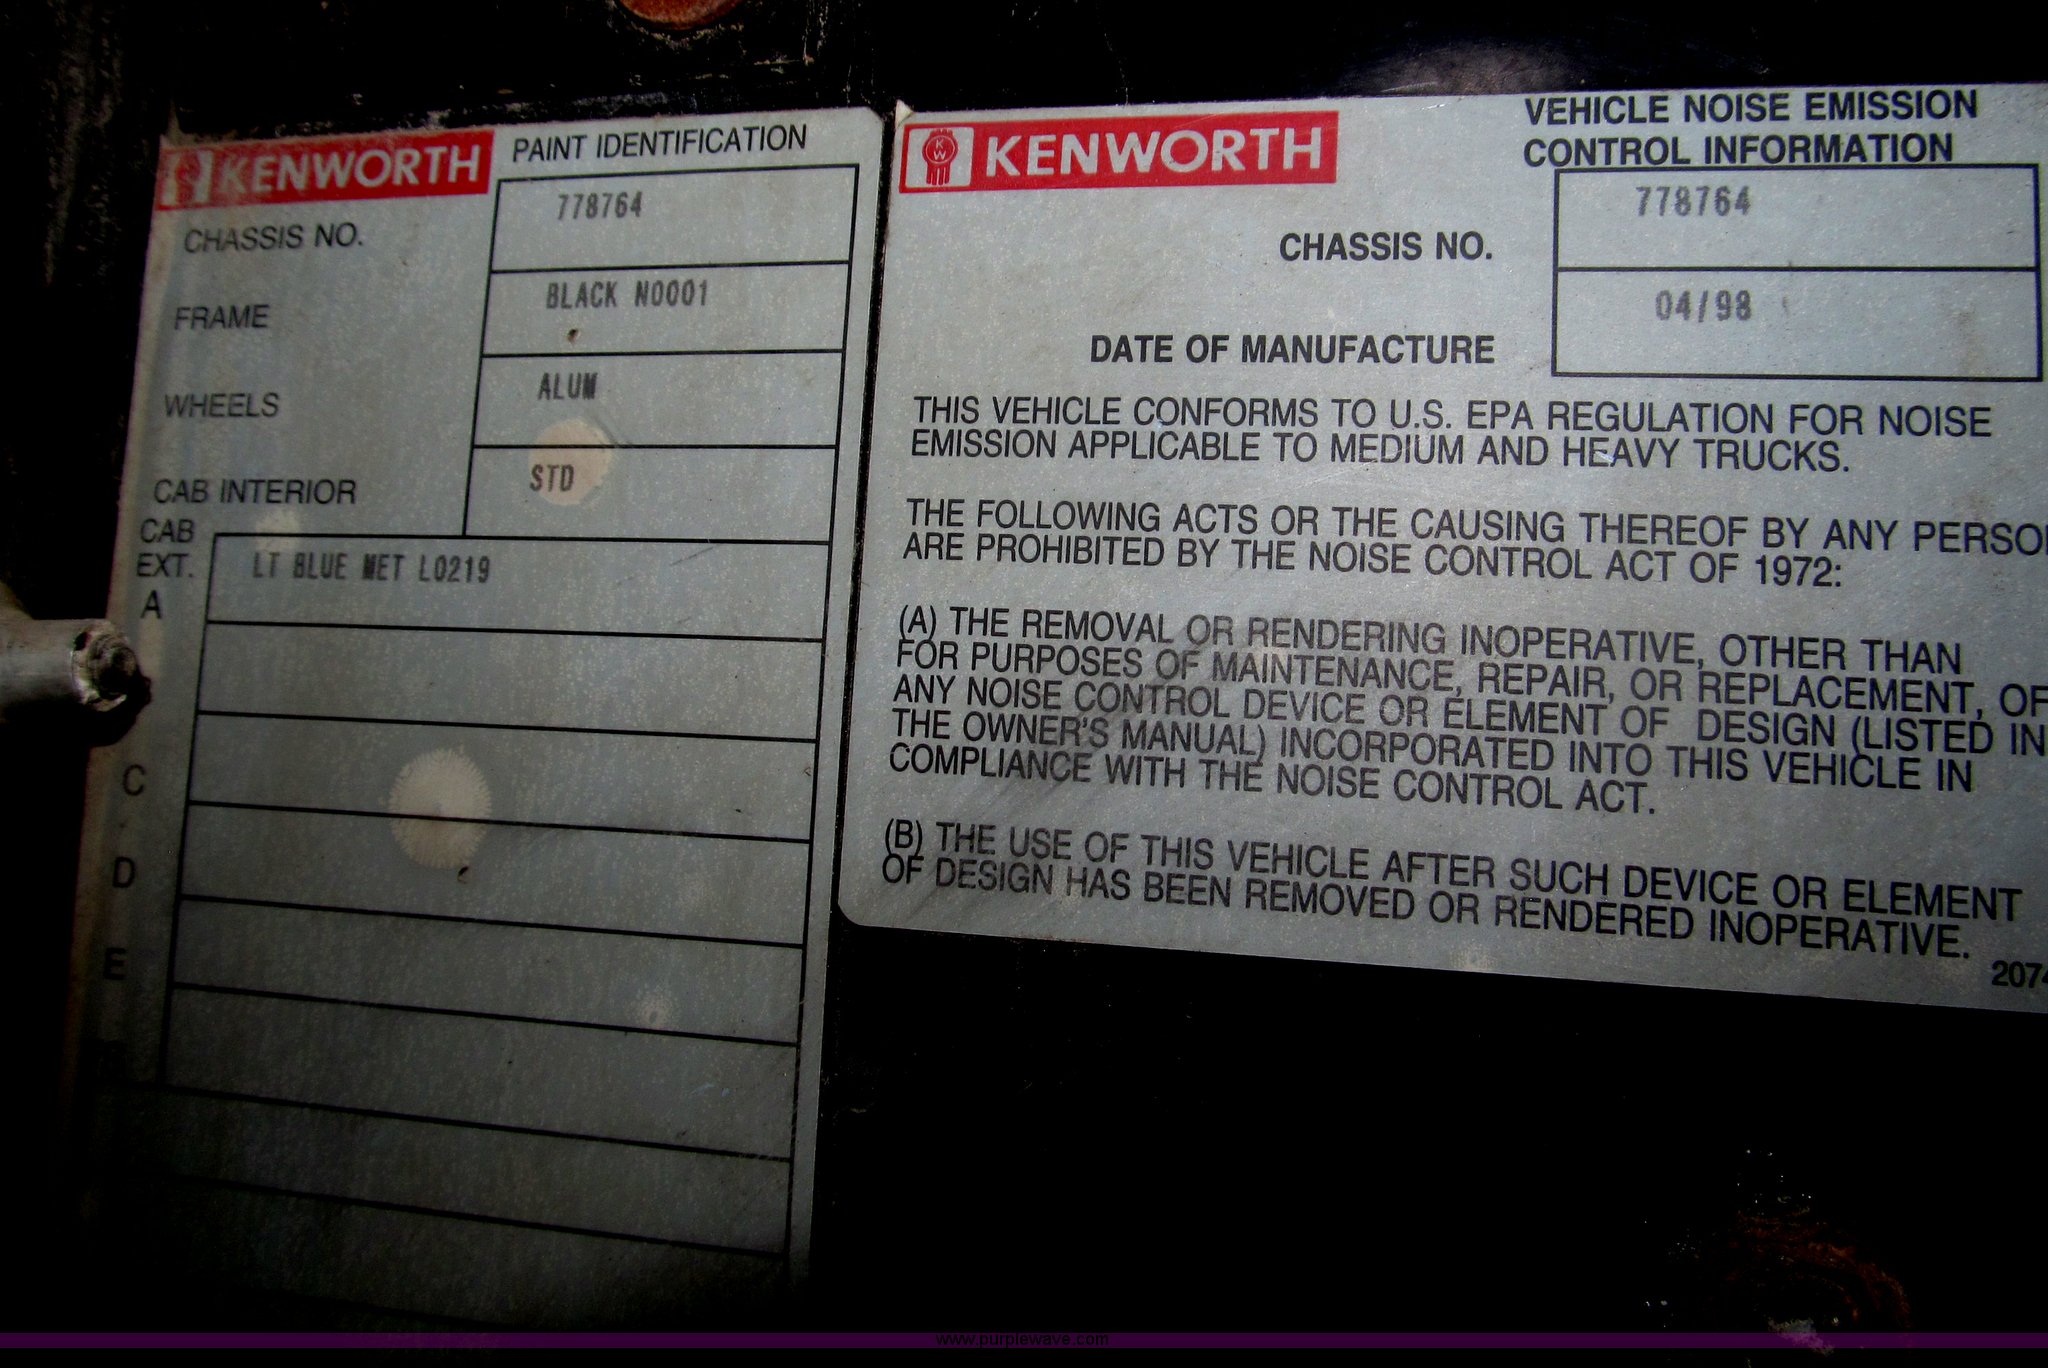 KENWORTH PAINT IDENTIFICATION
CHASSIS NO. 778764
FRAME BLACK N0001
WHEELS ALUM
CAB INTERIOR STD
CAB
EXT. LT BLUE MET L0219
A
C
D
E
KW KENWORTH
VEHICLE NOISE EMISSION
CONTROL INFORMATION
CHASSIS NO. 778764
DATE OF MANUFACTURE 04/98
THIS VEHICLE CONFORMS TO U.S. EPA REGULATION FOR NOISE
EMISSION APPLICABLE TO MEDIUM AND HEAVY TRUCKS.
THE FOLLOWING ACTS OR THE CAUSING THEREOF BY ANY PERSO
ARE PROHIBITED BY THE NOISE CONTROL ACT OF 1972:
(A) THE REMOVAL OR RENDERING INOPERATIVE, OTHER THAN
FOR PURPOSES OF MAINTENANCE, REPAIR, OR REPLACEMENT, OF
ANY NOISE CONTROL DEVICE OR ELEMENT OF DESIGN (LISTED IN
THE OWNER'S MANUAL) INCORPORATED INTO THIS VEHICLE IN
COMPLIANCE WITH THE NOISE CONTROL ACT.
(B) THE USE OF THIS VEHICLE AFTER SUCH DEVICE OR ELEMENT
OF DESIGN HAS BEEN REMOVED OR RENDERED INOPERATIVE.
2074
www.purplewave.com